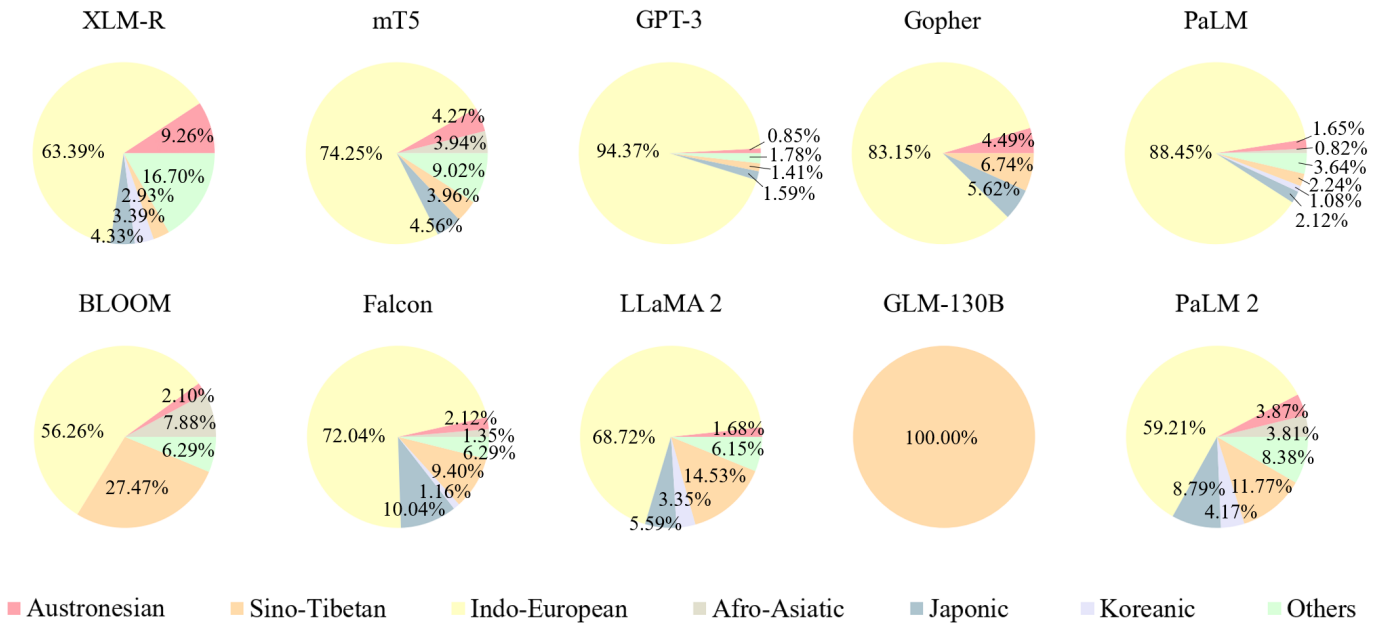 XLM-R mT5 GPT-3 Gopher PaLM
63.39% 9.26% 16.70% 2.93% 3.39% 4.33%
74.25% 4.27% 3.94% 9.02% 3.96% 4.56%
94.37% 0.85% 1.78% 1.41% 1.59%
83.15% 4.49% 6.74% 5.62%
88.45% 1.65% 0.82% 3.64% 2.24% 1.08% 2.12%
BLOOM Falcon LLaMA 2 GLM-130B PaLM 2
56.26% 2.10% 7.88% 6.29% 27.47%
72.04% 2.12% 1.35% 6.29% 9.40% 1.16% 10.04%
68.72% 1.68% 6.15% 14.53% 3.35% 5.59%
100.00%
59.21% 3.87% 3.81% 8.38% 11.77% 4.17% 8.79%
Austronesian Sino-Tibetan Indo-European Afro-Asiatic Japonic Koreanic Others